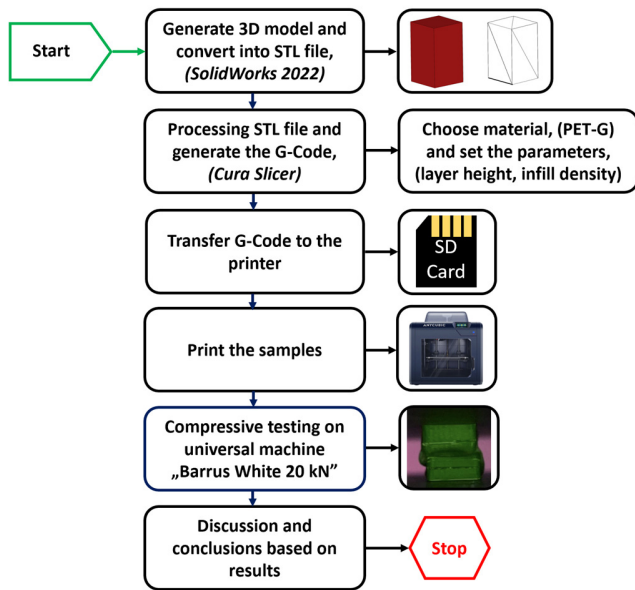 Start
Generate 3D model and
convert into STL file,
(SolidWorks 2022)
Processing STL file and
generate the G-Code,
(Cura Slicer)
Choose material, (PET-G)
and set the parameters,
(layer height, infill density)
Transfer G-Code to the
printer
SD
Card
Print the samples
Compressive testing on
universal machine
„Barrus White 20 kN”
Discussion and
conclusions based on
results
Stop